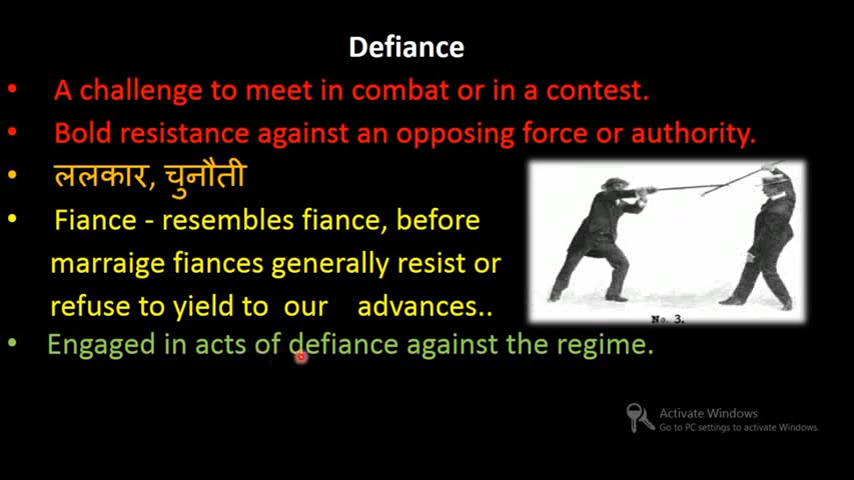 Defiance
• A challenge to meet in combat or in a contest.
• Bold resistance against an opposing force or authority.
• ललकार, चुनौती
• Fiance - resembles fiance, before
marraige fiances generally resist or
refuse to yield to our advances..
No. 3.
• Engaged in acts of defiance against the regime.
Activate Windows
Go to PC settings to activate Windows.